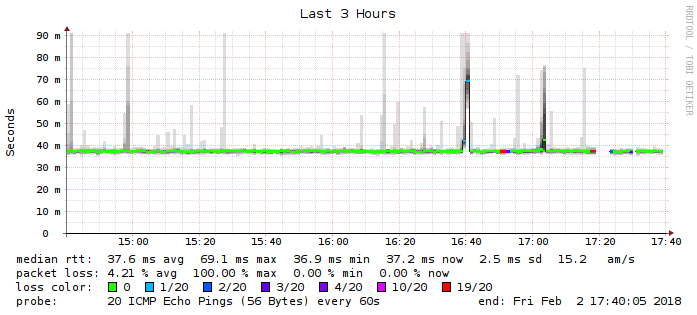 Last 3 Hours
RRDTOOL / TOBI OETIKER
Seconds
90 m
80 m
70 m
60 m
50 m
40 m
30 m
20 m
10 m
0
15:00 15:20 15:40 16:00 16:20 16:40 17:00 17:20 17:40
median rtt: 37.6 ms avg 69.1 ms max 36.9 ms min 37.2 ms now 2.5 ms sd 15.2 am/s
packet loss: 4.21 % avg 100.00 % max 0.00 % min 0.00 % now
loss color: 0 1/20 2/20 3/20 4/20 10/20 19/20
probe: 20 ICMP Echo Pings (56 Bytes) every 60s end: Fri Feb 2 17:40:05 2018